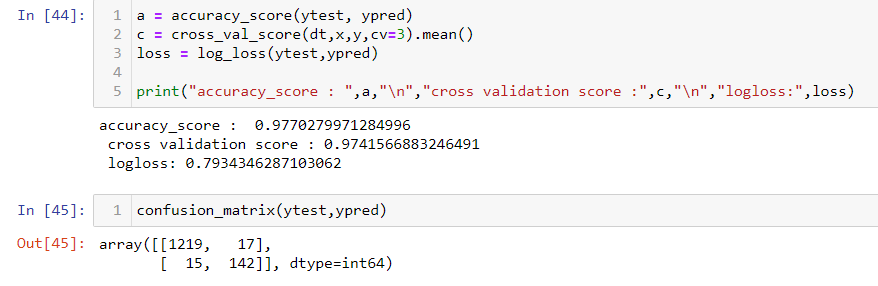 In [44]:
1 a = accuracy_score(ytest, ypred)
2 c = cross_val_score(dt,x,y,cv=3).mean()
3 loss = log_loss(ytest,ypred)
4
5 print("accuracy_score : ",a,"\n","cross validation score :",c,"\n","logloss:",loss)
accuracy_score :  0.9770279971284996
 cross validation score : 0.9741566883246491
 logloss: 0.7934346287103062
In [45]:
1 confusion_matrix(ytest,ypred)
Out[45]: array([[1219,   17],
       [  15,  142]], dtype=int64)